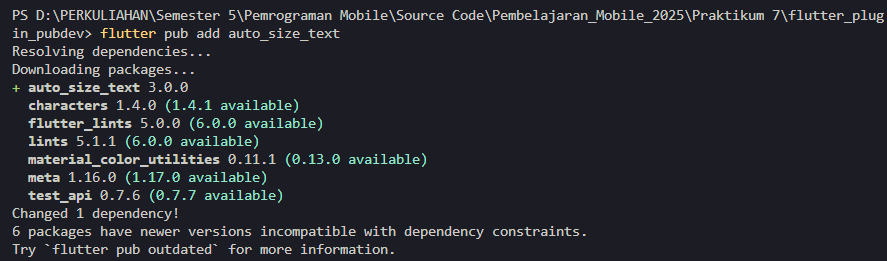 PS D:\PERKULIAHAN\Semester 5\Pemrograman Mobile\Source Code\Pembelajaran_Mobile_2025\Praktikum 7\flutter_plug
in_pubdev> flutter pub add auto_size_text
Resolving dependencies...
Downloading packages...
+ auto_size_text 3.0.0
  characters 1.4.0 (1.4.1 available)
  flutter_lints 5.0.0 (6.0.0 available)
  lints 5.1.1 (6.0.0 available)
  material_color_utilities 0.11.1 (0.13.0 available)
  meta 1.16.0 (1.17.0 available)
  test_api 0.7.6 (0.7.7 available)
Changed 1 dependency!
6 packages have newer versions incompatible with dependency constraints.
Try `flutter pub outdated` for more information.